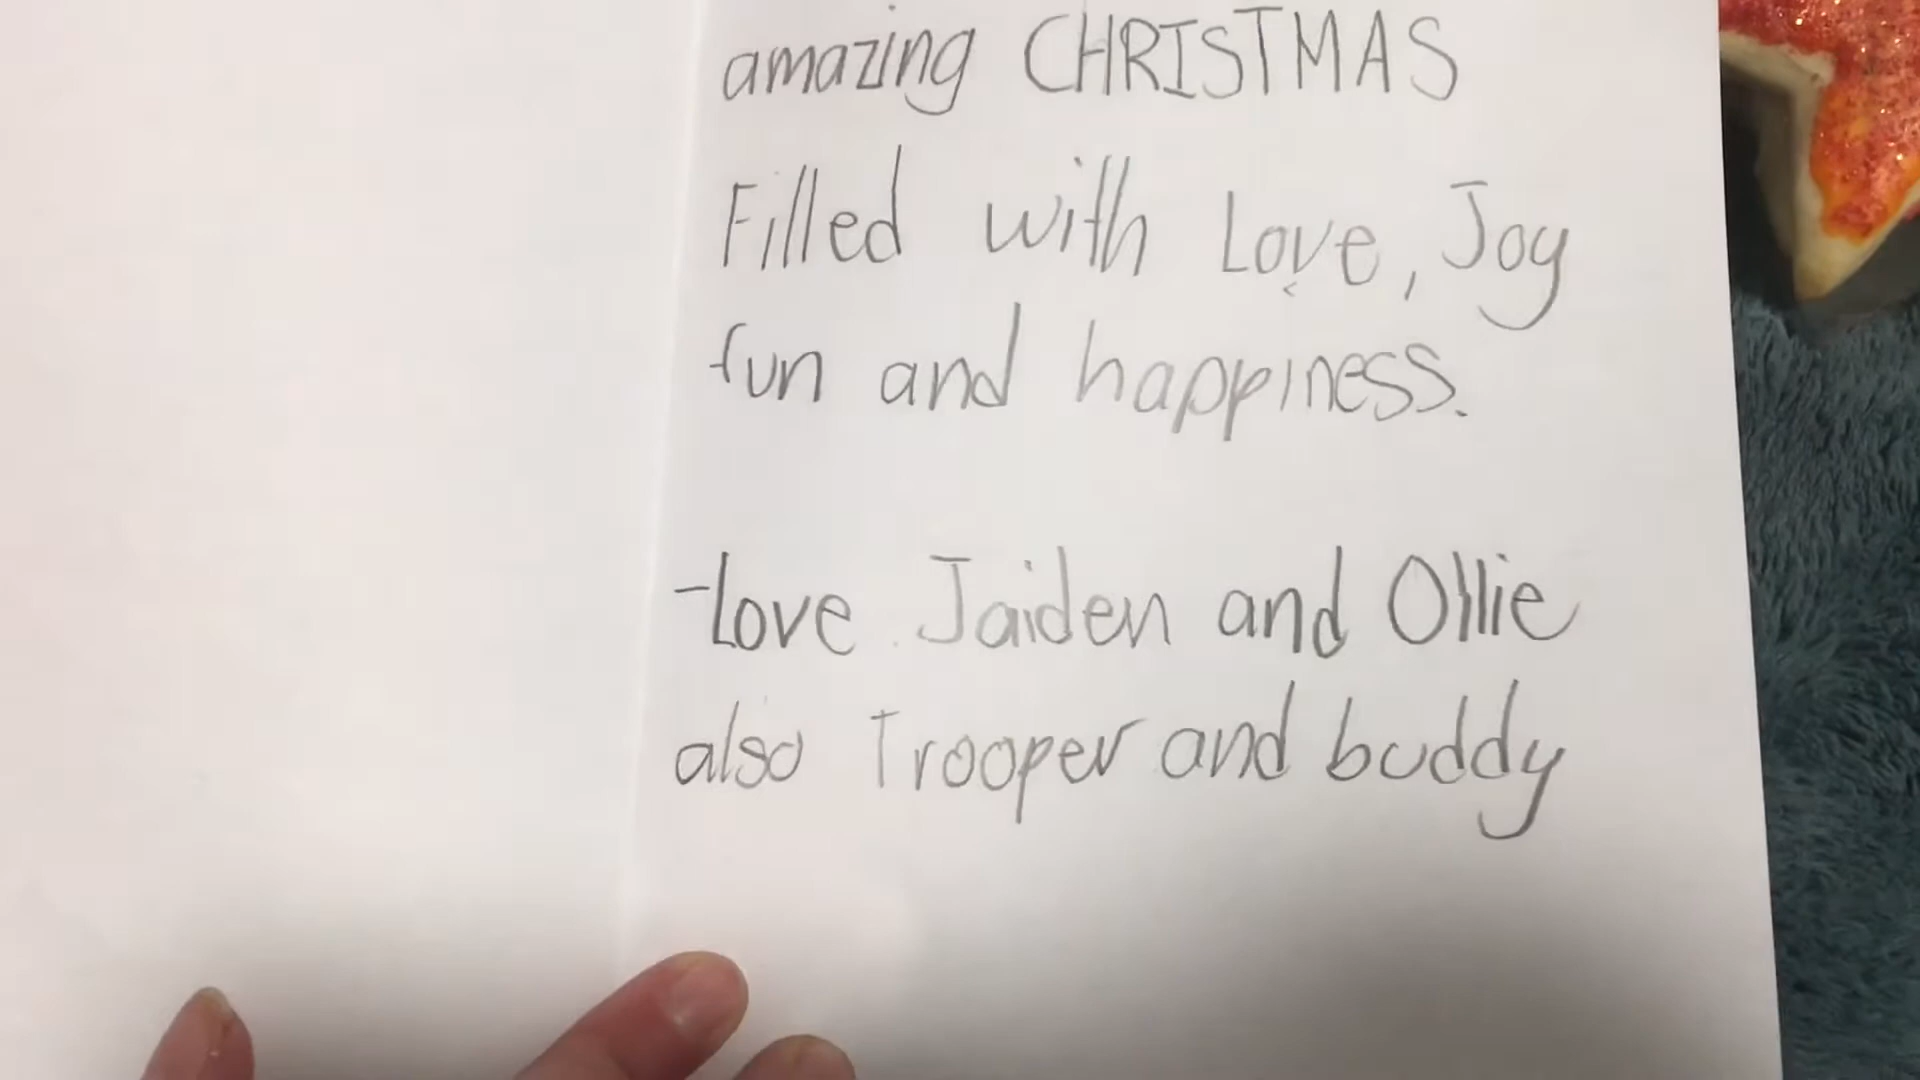 amazing CHRISTMAS
Filled with Love, Joy
fun and happiness.
-Love Jaiden and Ollie
also Trooper and buddy